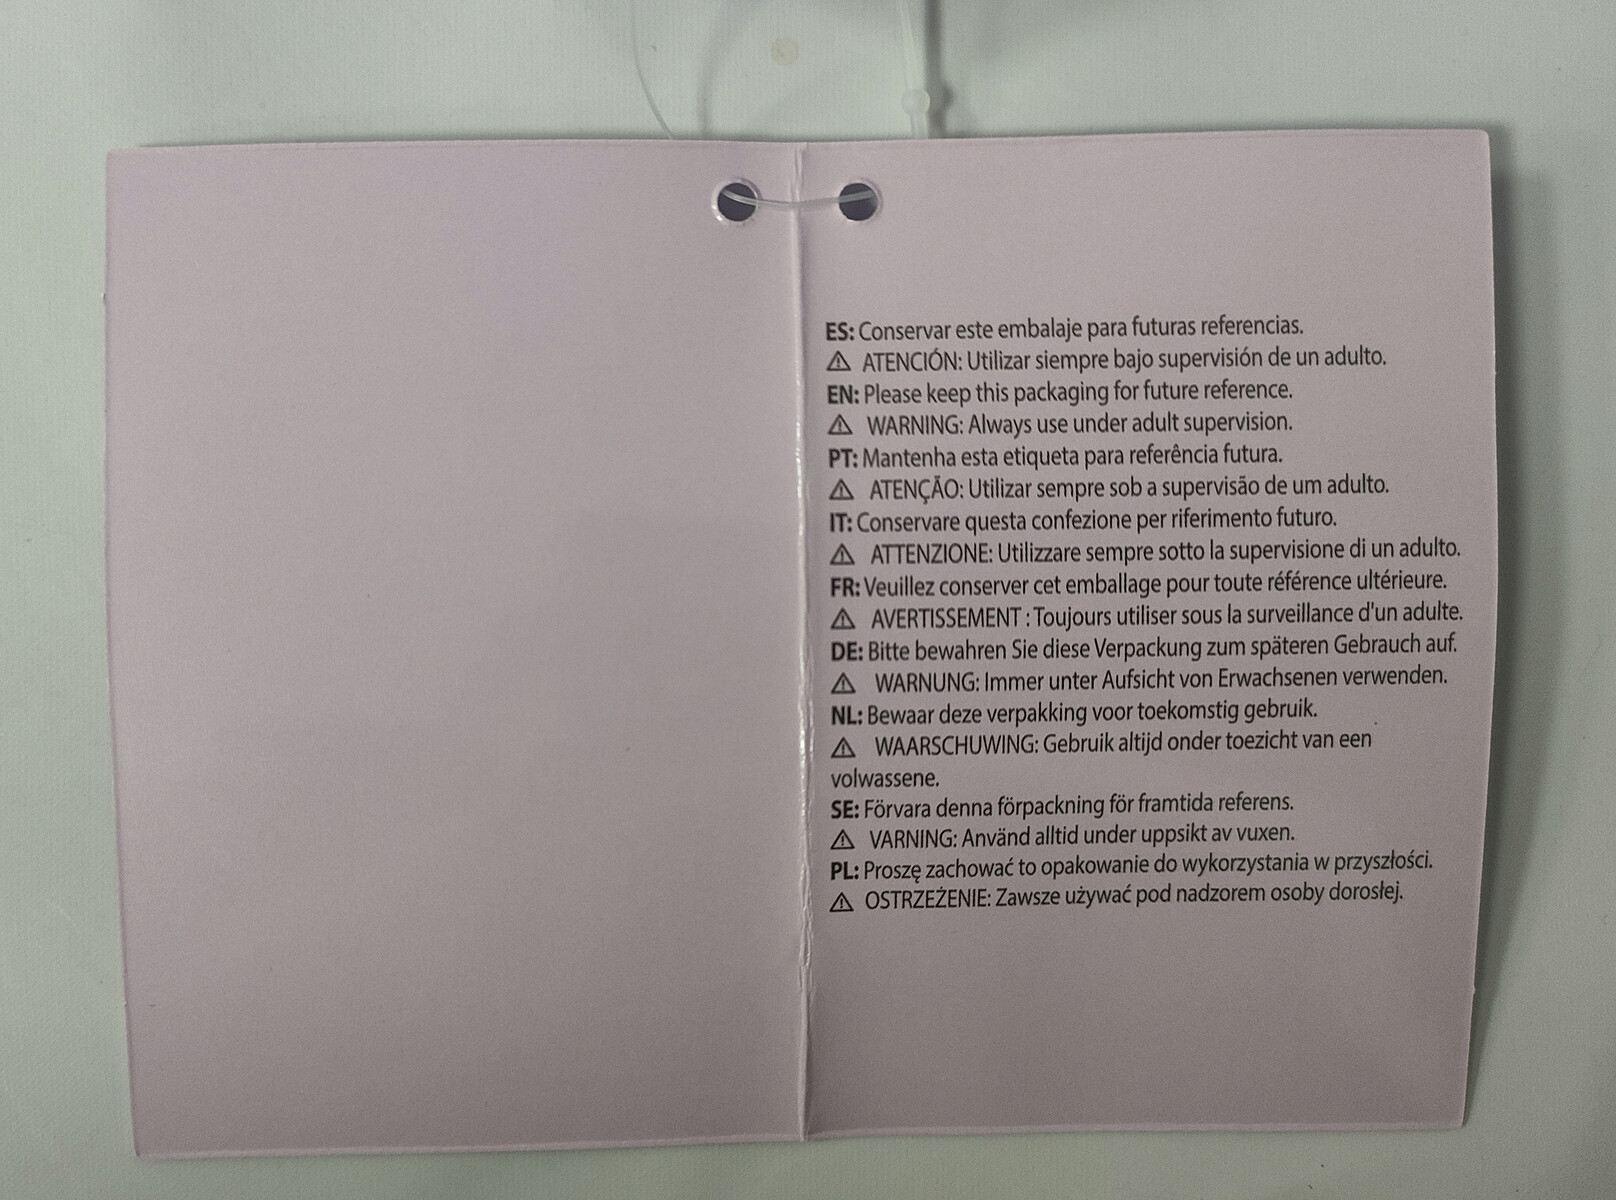 ES: Conservar este embalaje para futuras referencias.
⚠ ATENCIÓN: Utilizar siempre bajo supervisión de un adulto.
EN: Please keep this packaging for future reference.
⚠ WARNING: Always use under adult supervision.
PT: Mantenha esta etiqueta para referência futura.
⚠ ATENÇÃO: Utilizar sempre sob a supervisão de um adulto.
IT: Conservare questa confezione per riferimento futuro.
⚠ ATTENZIONE: Utilizzare sempre sotto la supervisione di un adulto.
FR: Veuillez conserver cet emballage pour toute référence ultérieure.
⚠ AVERTISSEMENT : Toujours utiliser sous la surveillance d'un adulte.
DE: Bitte bewahren Sie diese Verpackung zum späteren Gebrauch auf.
⚠ WARNUNG: Immer unter Aufsicht von Erwachsenen verwenden.
NL: Bewaar deze verpakking voor toekomstig gebruik.
⚠ WAARSCHUWING: Gebruik altijd onder toezicht van een
volwassene.
SE: Förvara denna förpackning för framtida referens.
⚠ VARNING: Använd alltid under uppsikt av vuxen.
PL: Proszę zachować to opakowanie do wykorzystania w przyszłości.
⚠ OSTRZEŻENIE: Zawsze używać pod nadzorem osoby dorosłej.